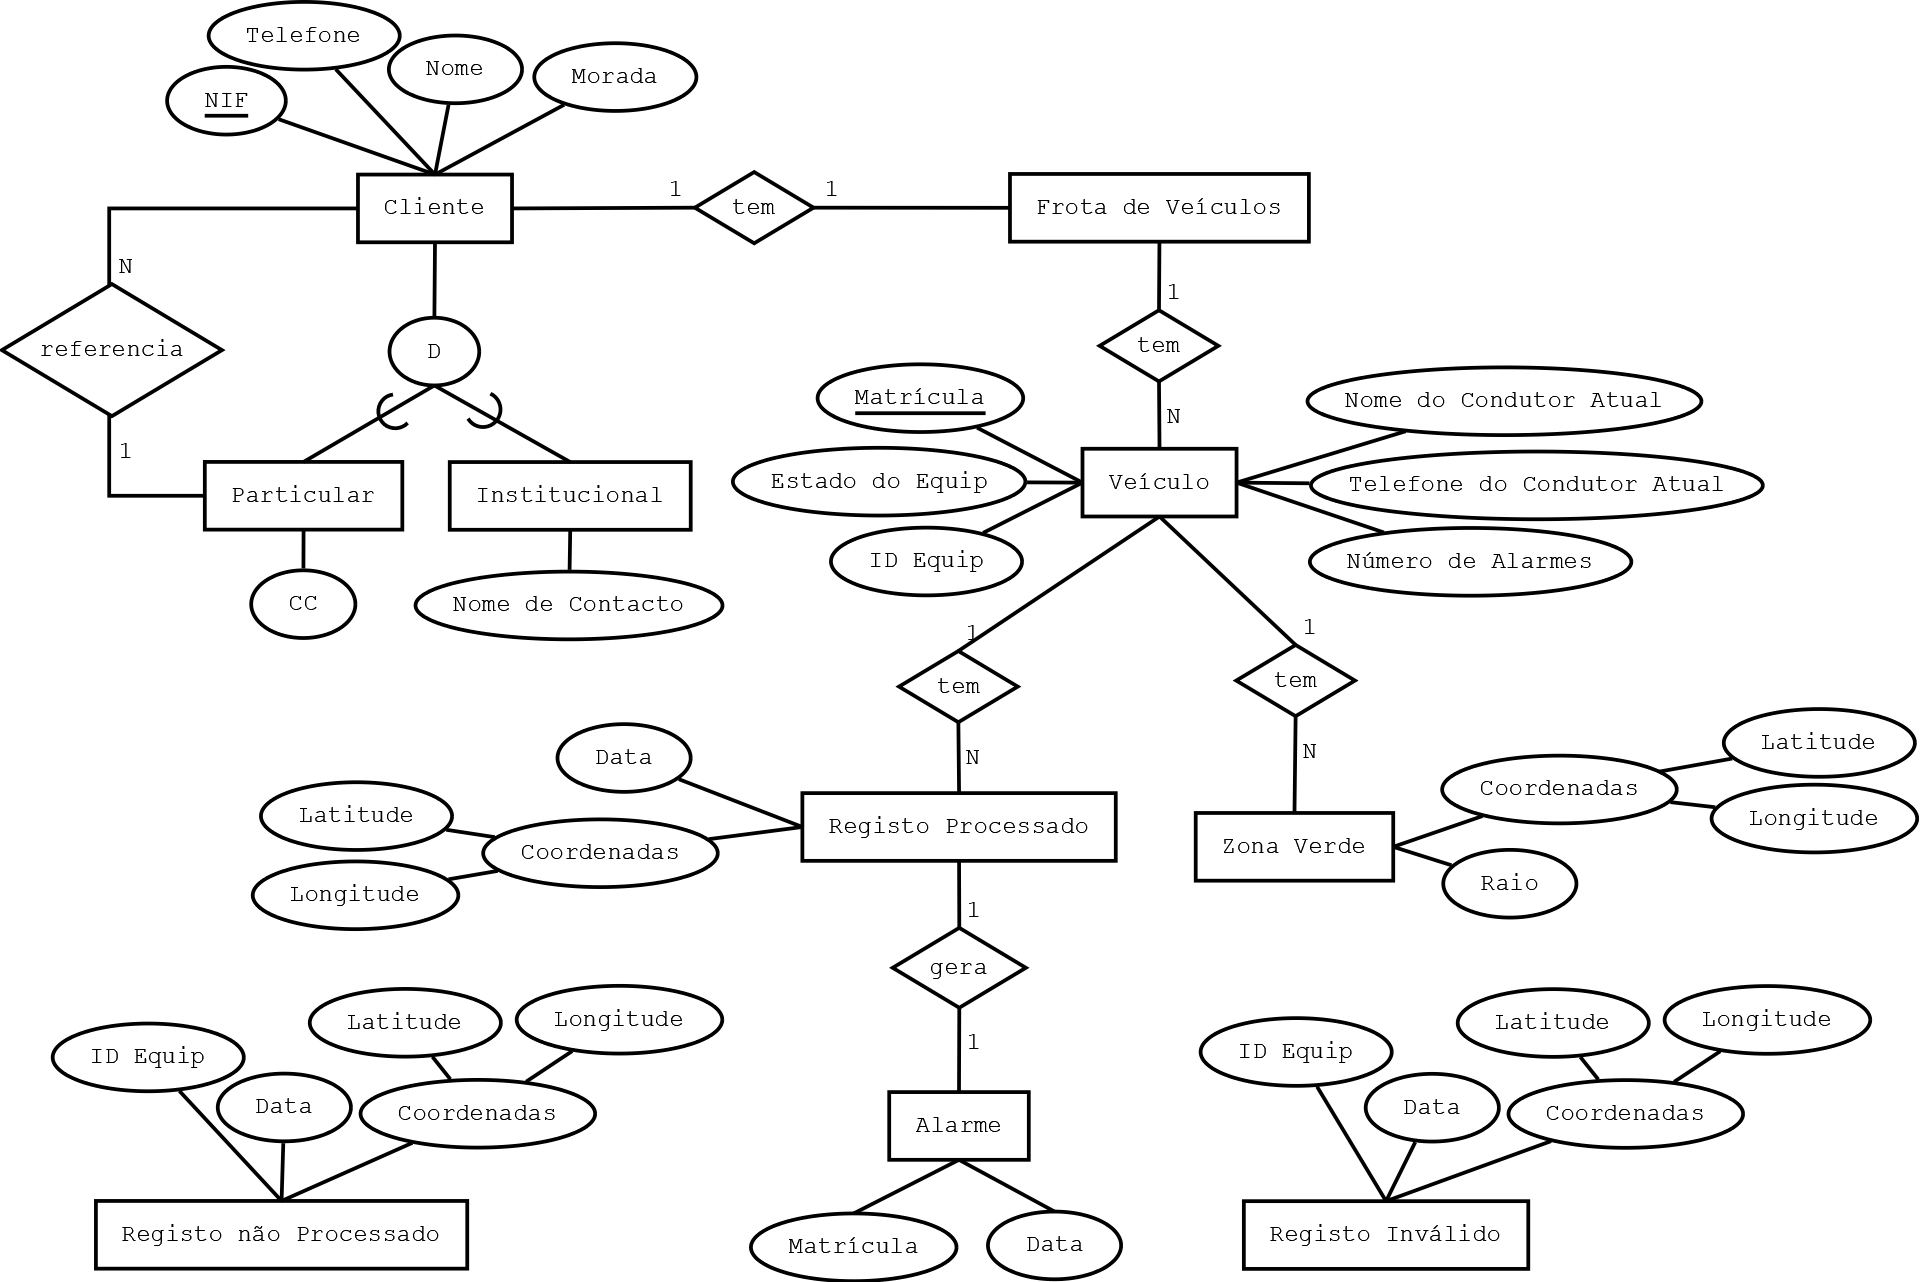 Telefone
Nome
Morada
NIF
Cliente
1
tem
1
Frota de Veículos
N
referencia
1
D
1
tem
N
Particular
Institucional
CC
Nome de Contacto
Matrícula
Estado do Equip
ID Equip
Veículo
Nome do Condutor Atual
Telefone do Condutor Atual
Número de Alarmes
1
tem
N
1
tem
N
Data
Latitude
Longitude
Coordenadas
Registo Processado
Zona Verde
Coordenadas
Latitude
Longitude
Raio
1
gera
1
Alarme
Matrícula
Data
ID Equip
Data
Latitude
Longitude
Coordenadas
Registo não Processado
ID Equip
Data
Latitude
Longitude
Coordenadas
Registo Inválido